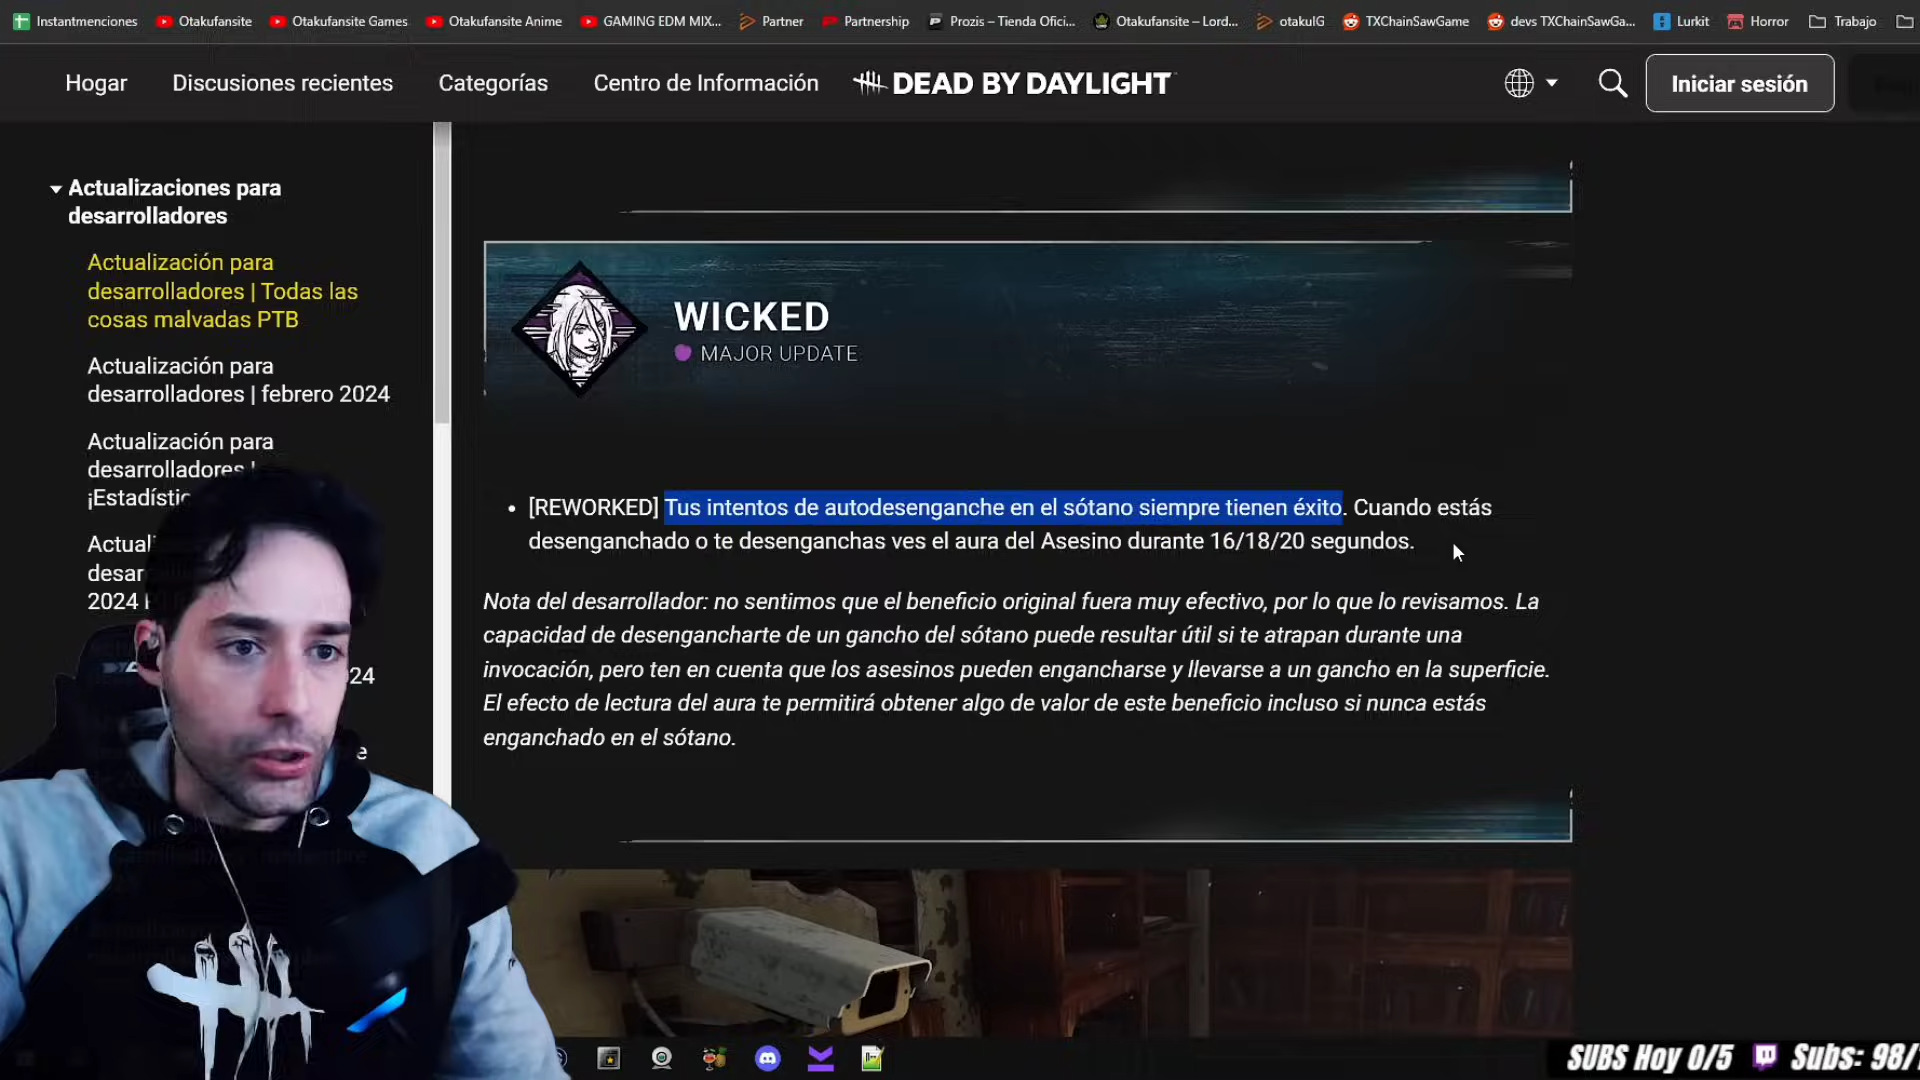 Instantmenciones
Otakufansite
Otakufansite Games
Otakufansite Anime
GAMING EDM MIX...
Partner
Partnership
Prozis – Tienda Ofici...
Otakufansite – Lord...
otakuIG
TXChainSawGame
devs TXChainSawGa...
Lurkit
Horror
Trabajo
Hogar
Discusiones recientes
Categorías
Centro de Información
DEAD BY DAYLIGHT
Iniciar sesión
Actualizaciones para
desarrolladores
Actualización para
desarrolladores | Todas las
cosas malvadas PTB
Actualización para
desarrolladores | febrero 2024
Actualización para
desarrolladores |
¡Estadístic
Actual
desar
2024 P
24
e
WICKED
MAJOR UPDATE
• [REWORKED] Tus intentos de autodesenganche en el sótano siempre tienen éxito. Cuando estás
desenganchado o te desenganchas ves el aura del Asesino durante 16/18/20 segundos.
Nota del desarrollador: no sentimos que el beneficio original fuera muy efectivo, por lo que lo revisamos. La
capacidad de desengancharte de un gancho del sótano puede resultar útil si te atrapan durante una
invocación, pero ten en cuenta que los asesinos pueden engancharse y llevarse a un gancho en la superficie.
El efecto de lectura del aura te permitirá obtener algo de valor de este beneficio incluso si nunca estás
enganchado en el sótano.
SUBS Hoy 0/5
Subs: 98/